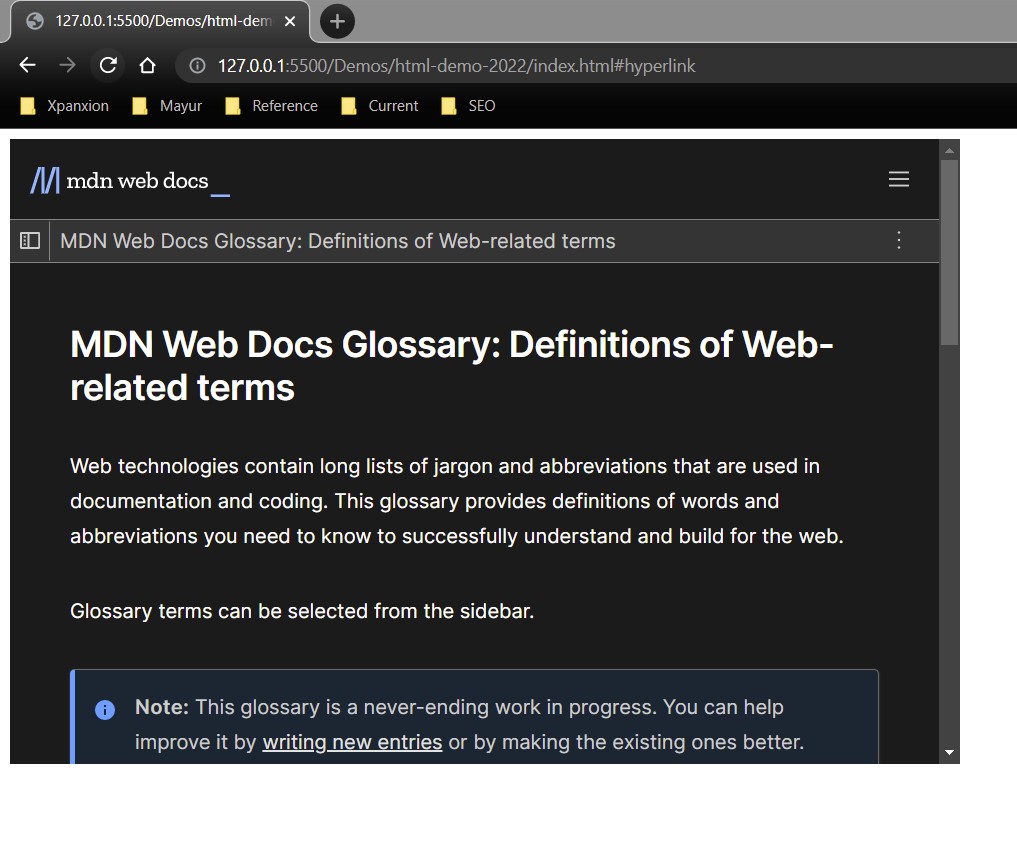 127.0.0.1:5500/Demos/html-dem
127.0.0.1:5500/Demos/html-demo-2022/index.html#hyperlink
Xpanxion Mayur Reference Current SEO
mdn web docs_
MDN Web Docs Glossary: Definitions of Web-related terms
MDN Web Docs Glossary: Definitions of Web-
related terms
Web technologies contain long lists of jargon and abbreviations that are used in
documentation and coding. This glossary provides definitions of words and
abbreviations you need to know to successfully understand and build for the web.
Glossary terms can be selected from the sidebar.
Note: This glossary is a never-ending work in progress. You can help
improve it by writing new entries or by making the existing ones better.